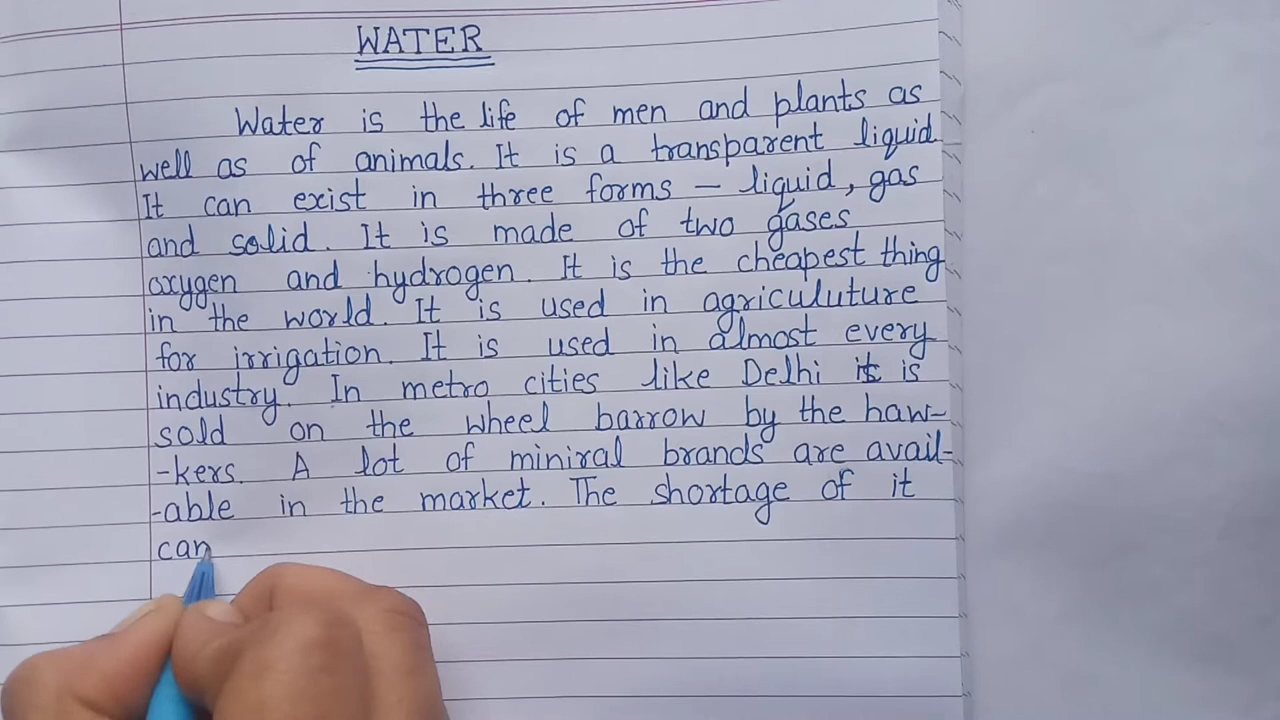 WATER
Water is the life of men and plants as
well as of animals. It is a transparent liquid
It can exist in three forms – liquid, gas
and solid. It is made of two gases
oxygen and hydrogen. It is the cheapest thing
in the world. It is used in agriculuture
for irrigation. It is used in almost every
industry. In metro cities like Delhi it is
sold on the wheel barrow by the haw-
-kers. A lot of miniral brands are avail-
-able in the market. The shortage of it
can